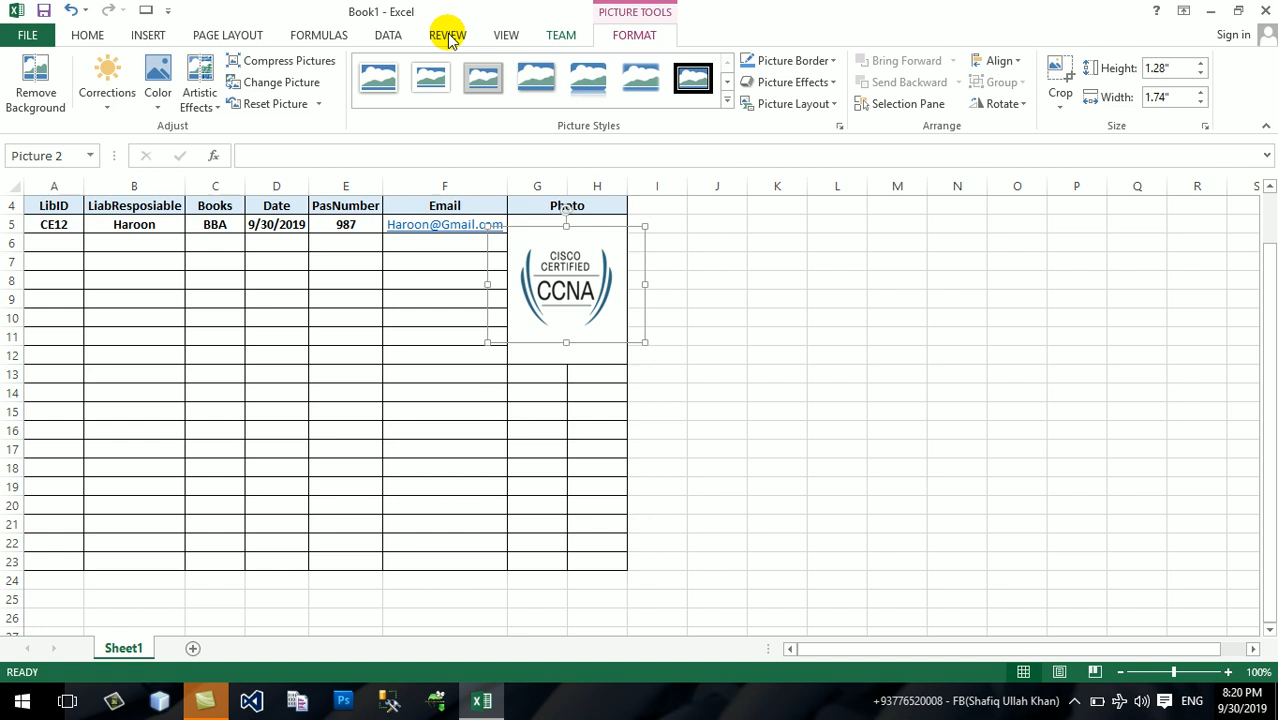 Book1 - Excel
PICTURE TOOLS
?
FILE HOME INSERT PAGE LAYOUT FORMULAS DATA REVIEW VIEW TEAM FORMAT Sign in
Remove Background
Corrections
Color
Artistic Effects
Compress Pictures
Change Picture
Reset Picture
Adjust
Picture Styles
Picture Border
Picture Effects
Picture Layout
Bring Forward
Send Backward
Selection Pane
Align
Group
Rotate
Arrange
Crop
Height: 1.28"
Width: 1.74"
Size
Picture 2
fx
A B C D E F G H I J K L M N O P Q R S
4 LibID LiabResposiable Books Date PasNumber Email Photo
5 CE12 Haroon BBA 9/30/2019 987 Haroon@Gmail.com
6
7
8
9
10
11
12
13
14
15
16
17
18
19
20
21
22
23
24
25
26
27
CISCO
CERTIFIED
CCNA
Sheet1
READY
100%
Ps
+93776520008 - FB(Shafiq Ullah Khan)
ENG
8:20 PM
9/30/2019